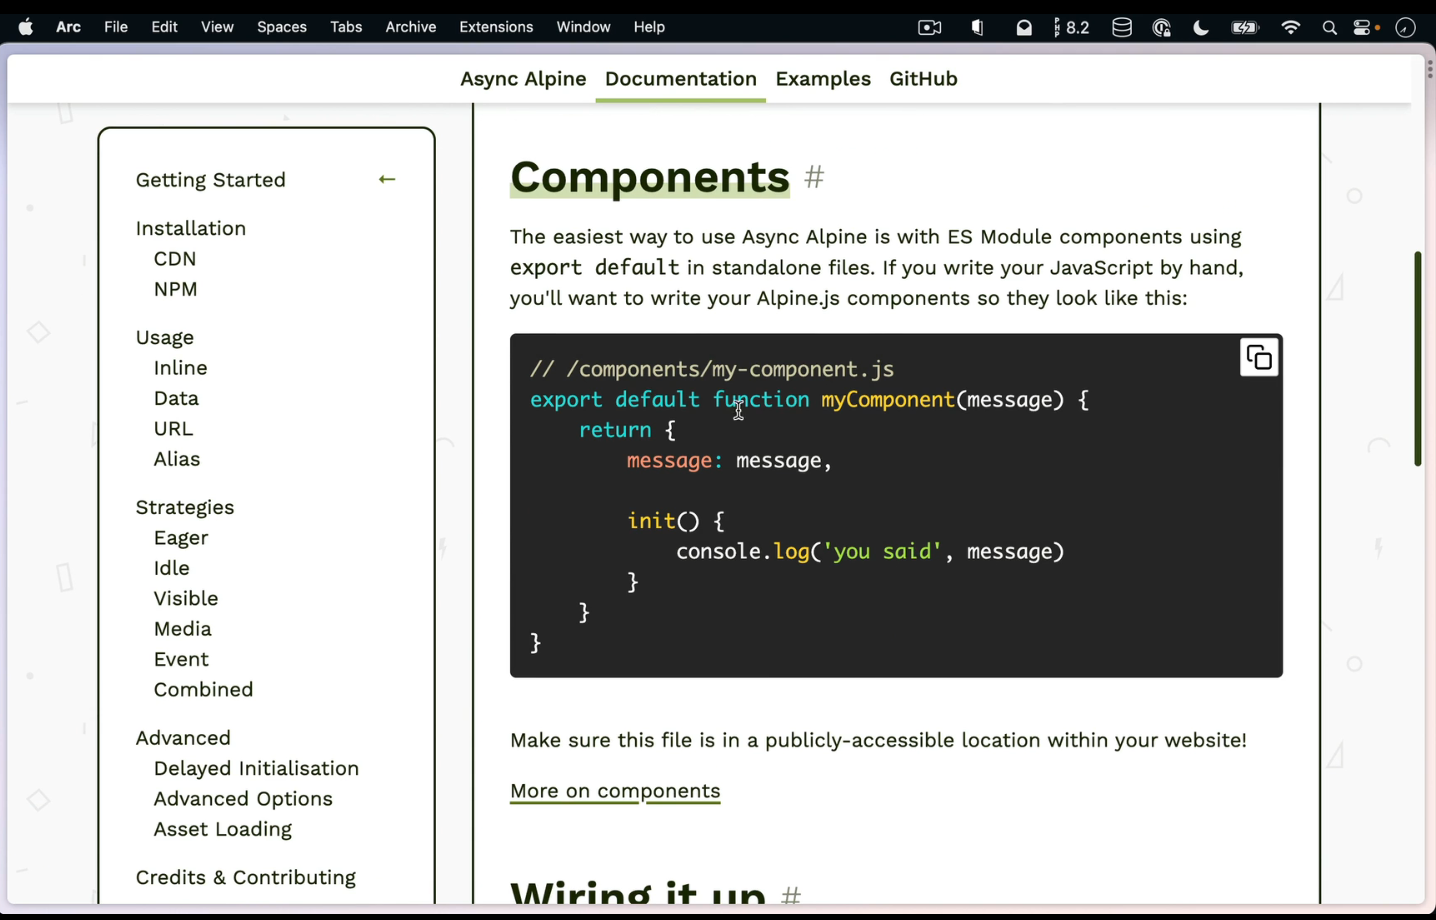 Arc File Edit View Spaces Tabs Archive Extensions Window Help PHP 8.2
Async Alpine Documentation Examples GitHub
Getting Started ←
Installation
CDN
NPM
Usage
Inline
Data
URL
Alias
Strategies
Eager
Idle
Visible
Media
Event
Combined
Advanced
Delayed Initialisation
Advanced Options
Asset Loading
Credits & Contributing
Components #
The easiest way to use Async Alpine is with ES Module components using
export default in standalone files. If you write your JavaScript by hand,
you'll want to write your Alpine.js components so they look like this:
// /components/my-component.js
export default function myComponent(message) {
return {
message: message,
init() {
console.log('you said', message)
}
}
}
Make sure this file is in a publicly-accessible location within your website!
More on components
Wiring it up #